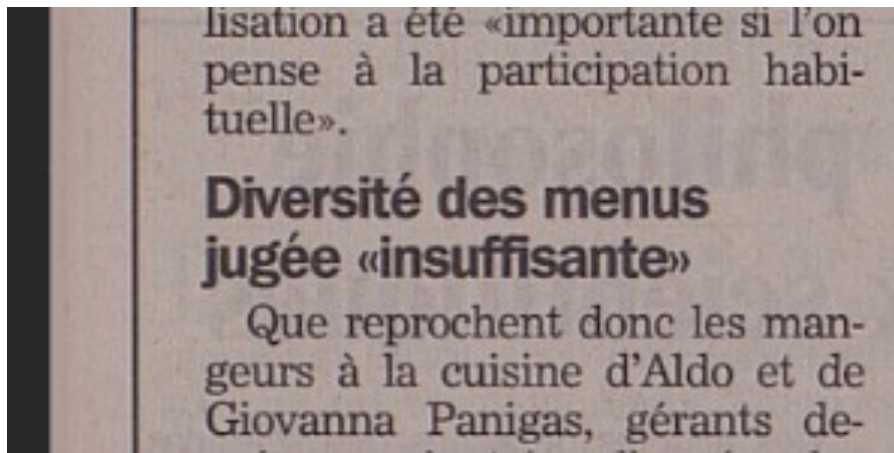 lisation a été «importante si l'on
pense à la participation habi-
tuelle».
Diversité des menus
jugée «insuffisante»
Que reprochent donc les man-
geurs à la cuisine d'Aldo et de
Giovanna Panigas, gérants de-